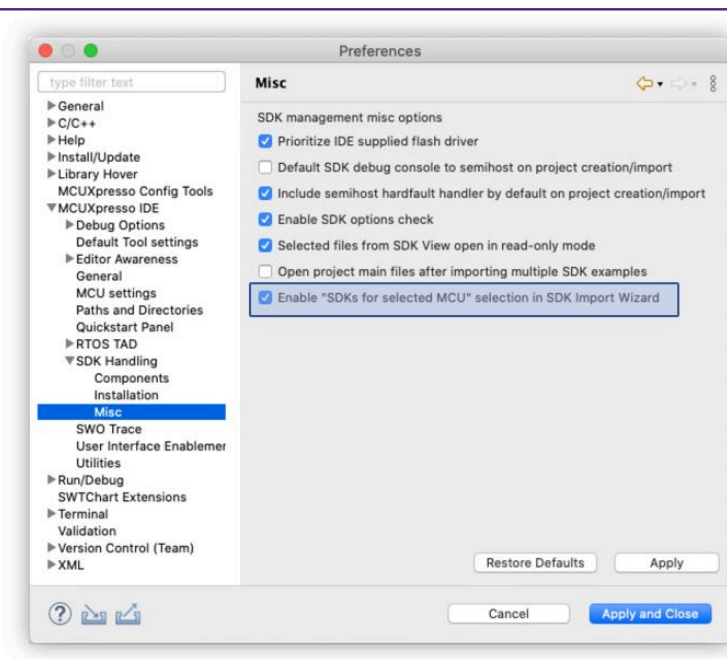 Preferences
type filter text
Misc
General
C/C++
Help
Install/Update
Library Hover
MCUXpresso Config Tools
MCUXpresso IDE
Debug Options
Default Tool settings
Editor Awareness
General
MCU settings
Paths and Directories
Quickstart Panel
RTOS TAD
SDK Handling
Components
Installation
Misc
SWO Trace
User Interface Enablemer
Utilities
Run/Debug
SWTChart Extensions
Terminal
Validation
Version Control (Team)
XML
SDK management misc options
Prioritize IDE supplied flash driver
Default SDK debug console to semihost on project creation/import
Include semihost hardfault handler by default on project creation/import
Enable SDK options check
Selected files from SDK View open in read-only mode
Open project main files after importing multiple SDK examples
Enable "SDKs for selected MCU" selection in SDK Import Wizard
Restore Defaults
Apply
?
Cancel
Apply and Close